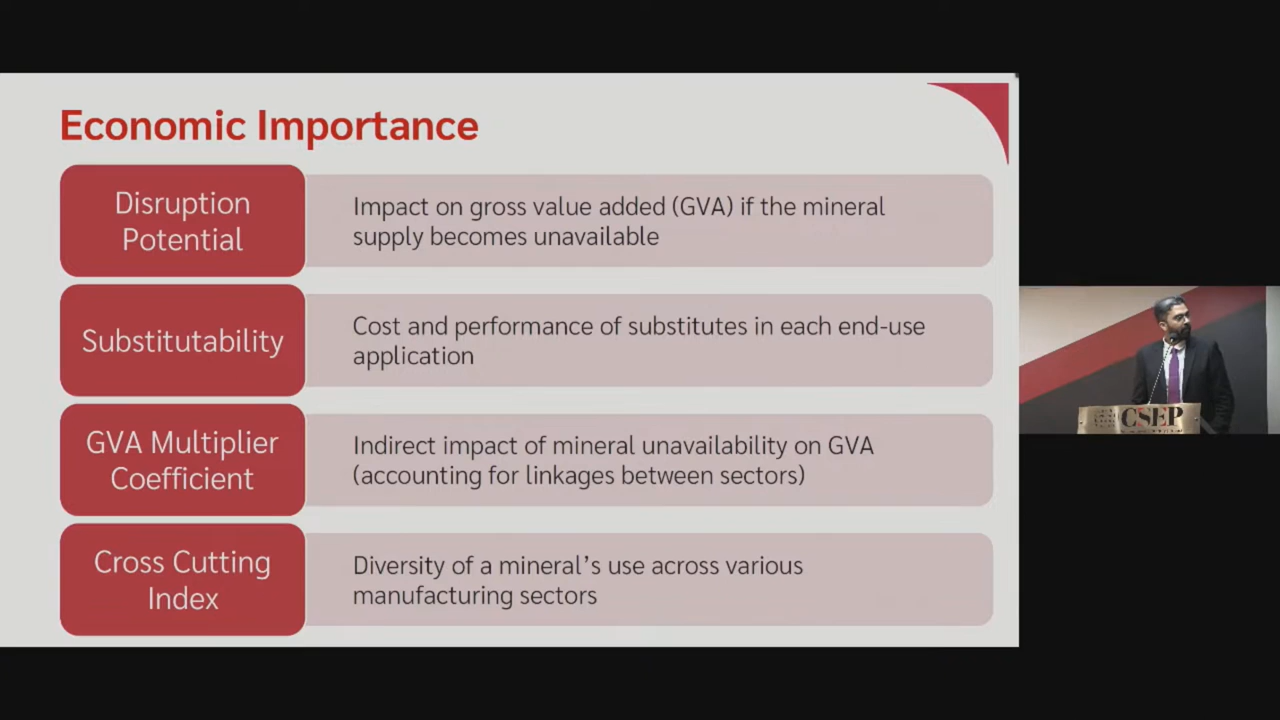 Economic Importance
Disruption
Potential
Impact on gross value added (GVA) if the mineral
supply becomes unavailable
Substitutability
Cost and performance of substitutes in each end-use
application
GVA Multiplier
Coefficient
Indirect impact of mineral unavailability on GVA
(accounting for linkages between sectors)
Cross Cutting
Index
Diversity of a mineral's use across various
manufacturing sectors
CSEP